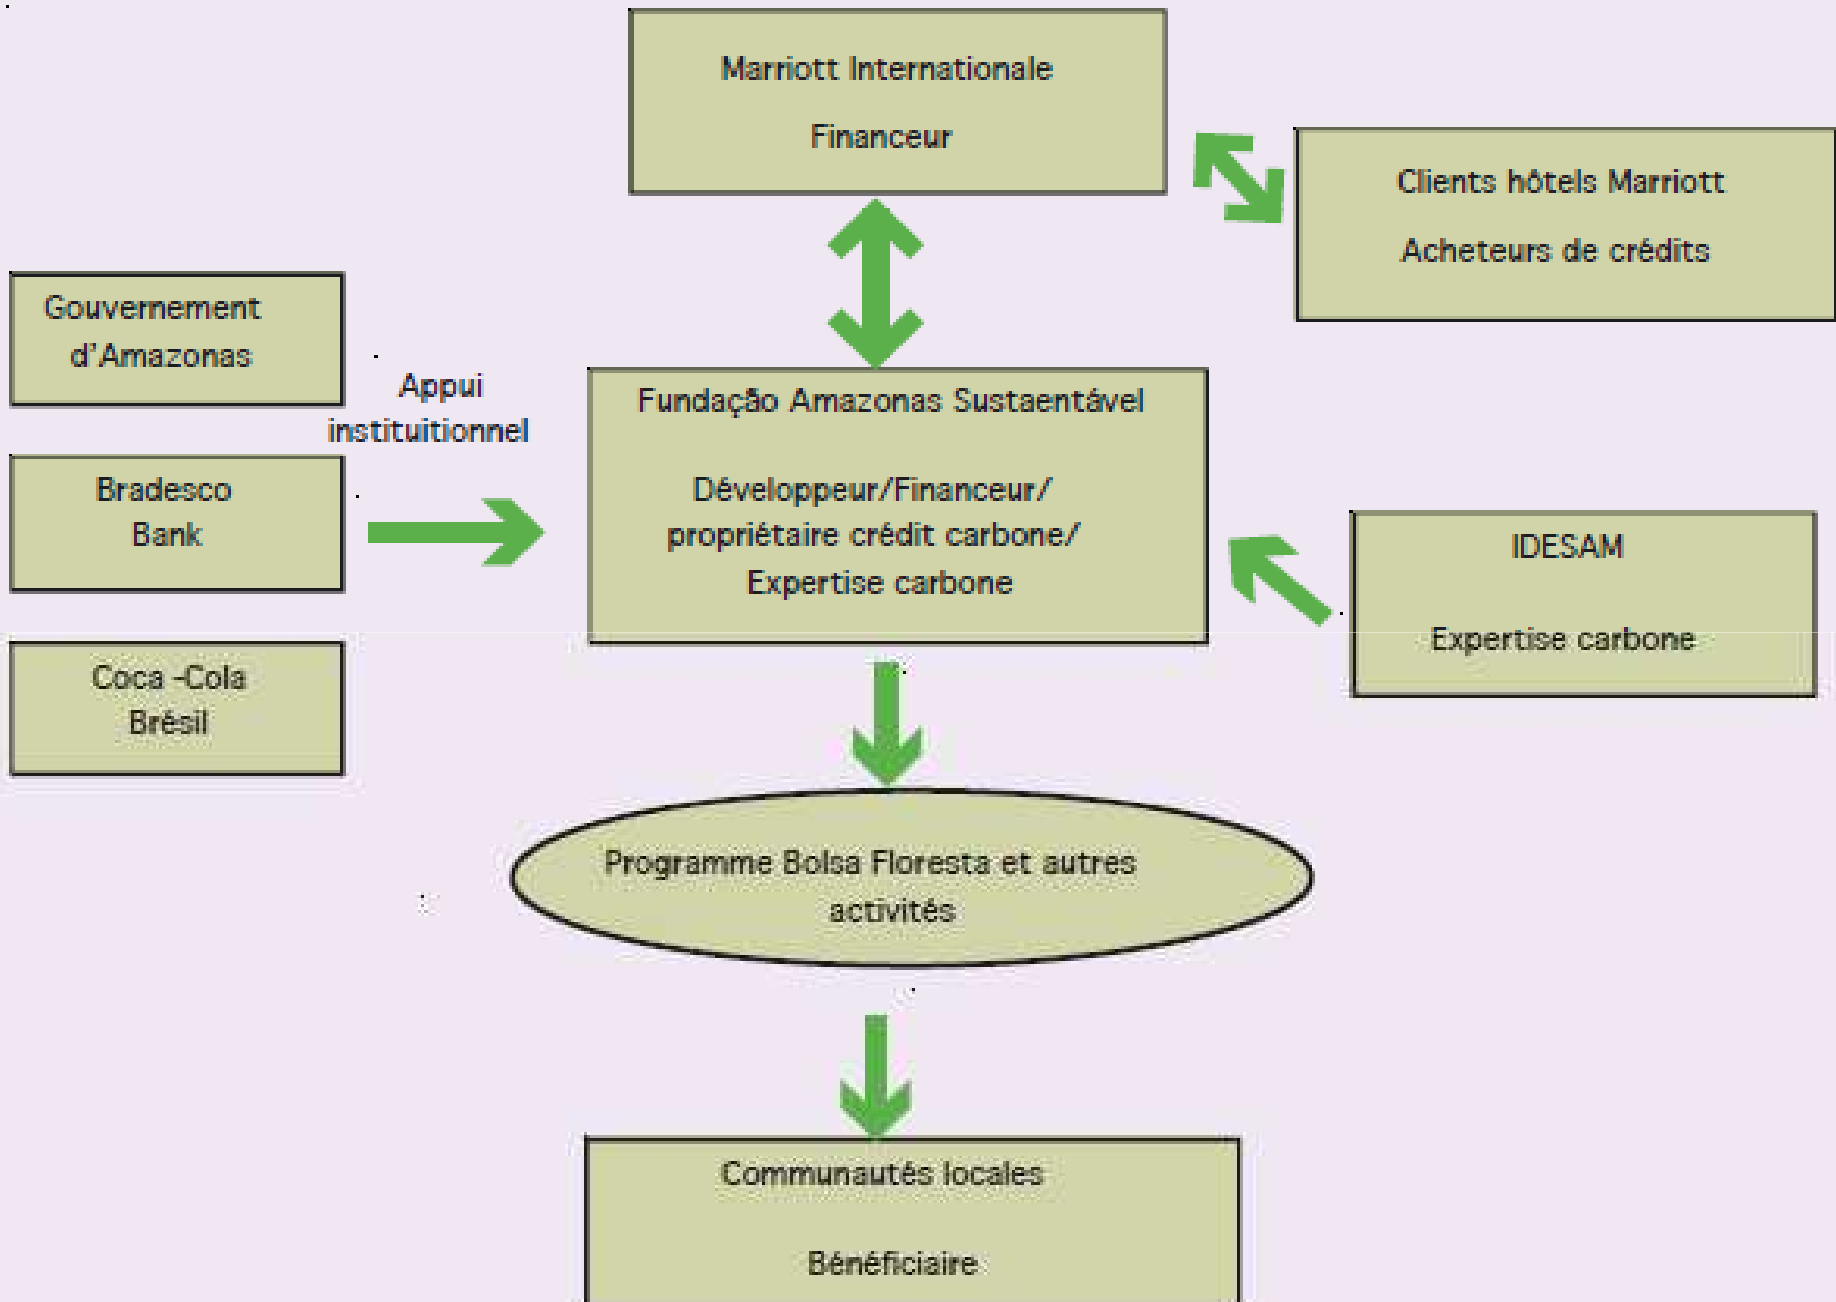 Marriott Internationale
Financeur
Clients hôtels Marriott
Acheteurs de crédits
Gouvernement
d'Amazonas
Appui
instituitionnel
Bradesco
Bank
Coca -Cola
Brésil
Fundação Amazonas Sustaentável
Développeur/Financeur/
propriétaire crédit carbone/
Expertise carbone
IDESAM
Expertise carbone
Programme Bolsa Floresta et autres
activités
Communautés locales
Bénéficiaire